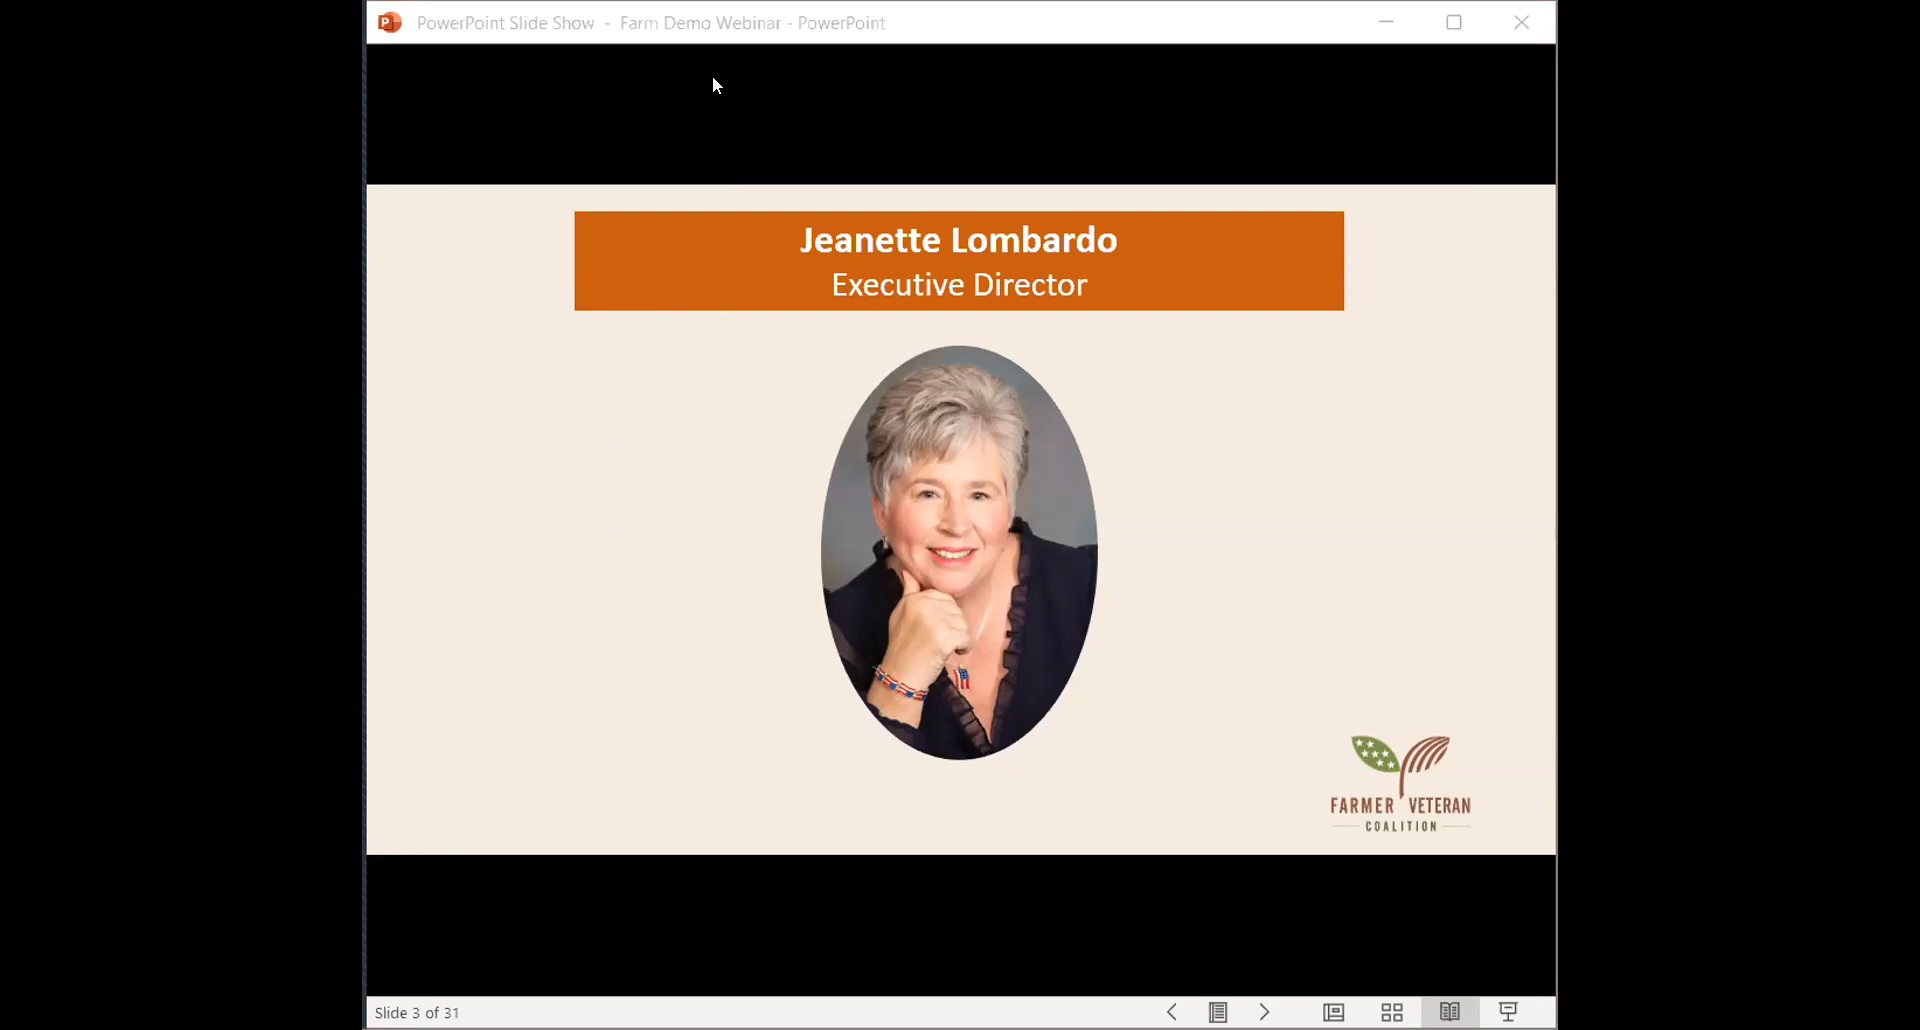 PowerPoint Slide Show - Farm Demo Webinar - PowerPoint
Jeanette Lombardo
Executive Director
FARMER VETERAN
COALITION
Slide 3 of 31